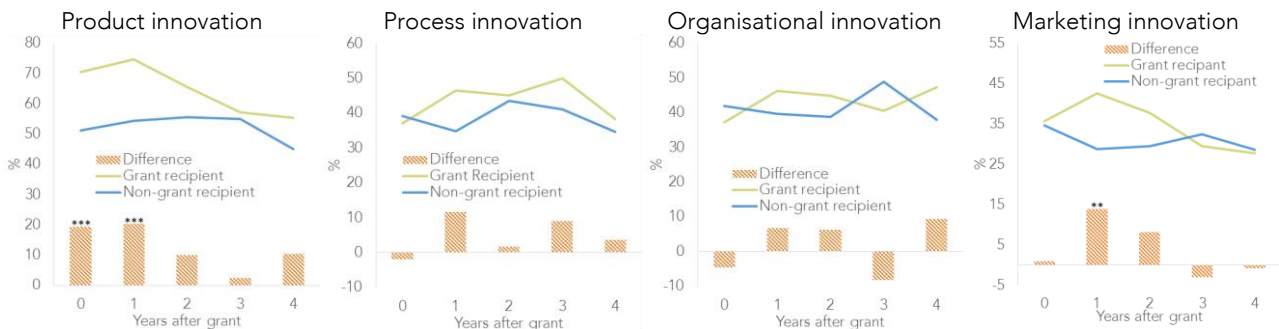 Product innovation
80
70
60
50
40
30
20
10
0
%
Difference
Grant recipient
Non-grant recipient
*** ***
0 1 2 3 4
Years after grant
Process innovation
60
50
40
30
20
10
0
-10
%
Difference
Grant Recipient
Non-grant recipient
0 1 2 3 4
Years after grant
Organisational innovation
60
50
40
30
20
10
0
-10
%
Difference
Grant recipient
Non-grant recipient
0 1 2 3 4
Years after grant
Marketing innovation
55
45
35
25
15
5
-5
%
Difference
Grant recipant
Non-grant recipant
**
0 1 2 3 4
Years after grant